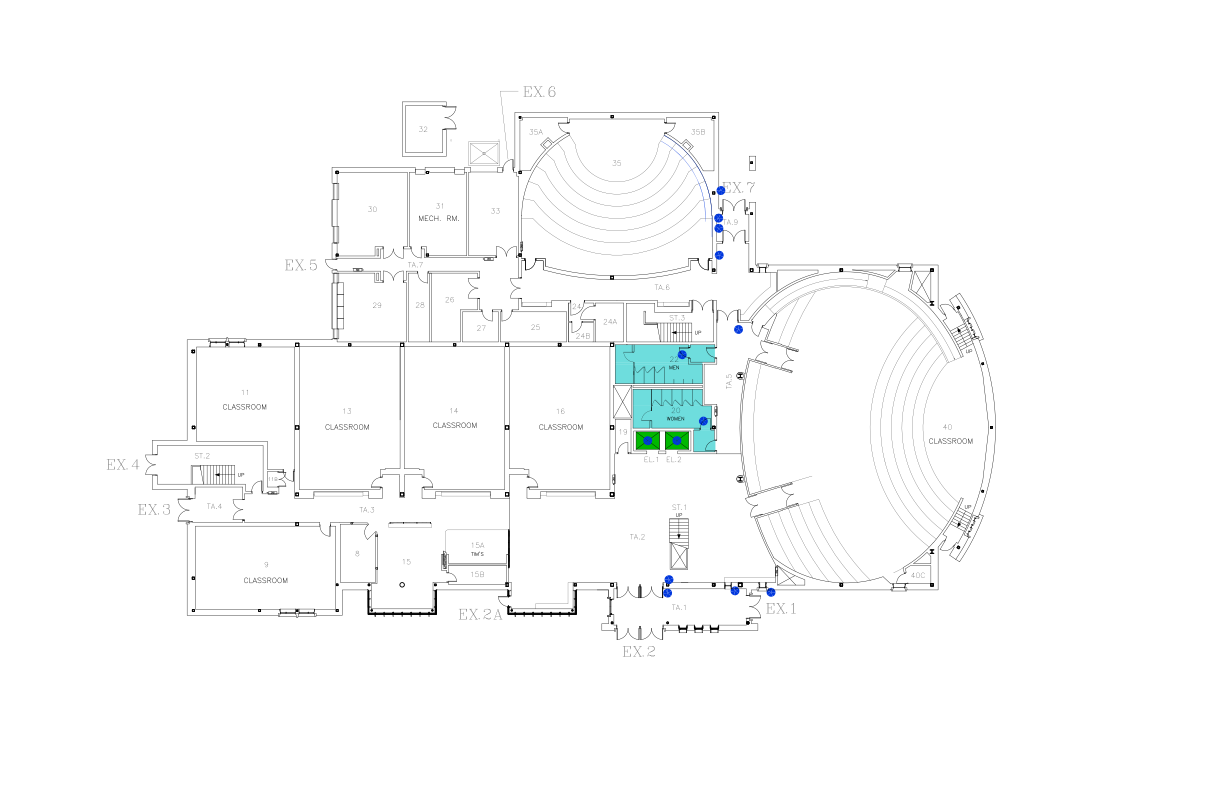 EX.6
32
35A
35B
35
EX.7
30
31
MECH. RM.
33
TA.9
EX.5
TA.7
TA.6
29
28
26
27
25
24
24A
24B
ST.3
UP
22
MEN
TA.5
UP
11
CLASSROOM
13
CLASSROOM
14
CLASSROOM
16
CLASSROOM
20
WOMEN
19
40
CLASSROOM
EL.1
EL.2
EX.4
ST.2
UP
11B
EX.3
TA.4
TA.3
ST.1
UP
UP
TA.2
9
CLASSROOM
8
15
15A
TIM'S
15B
40C
EX.2A
TA.1
EX.1
EX.2